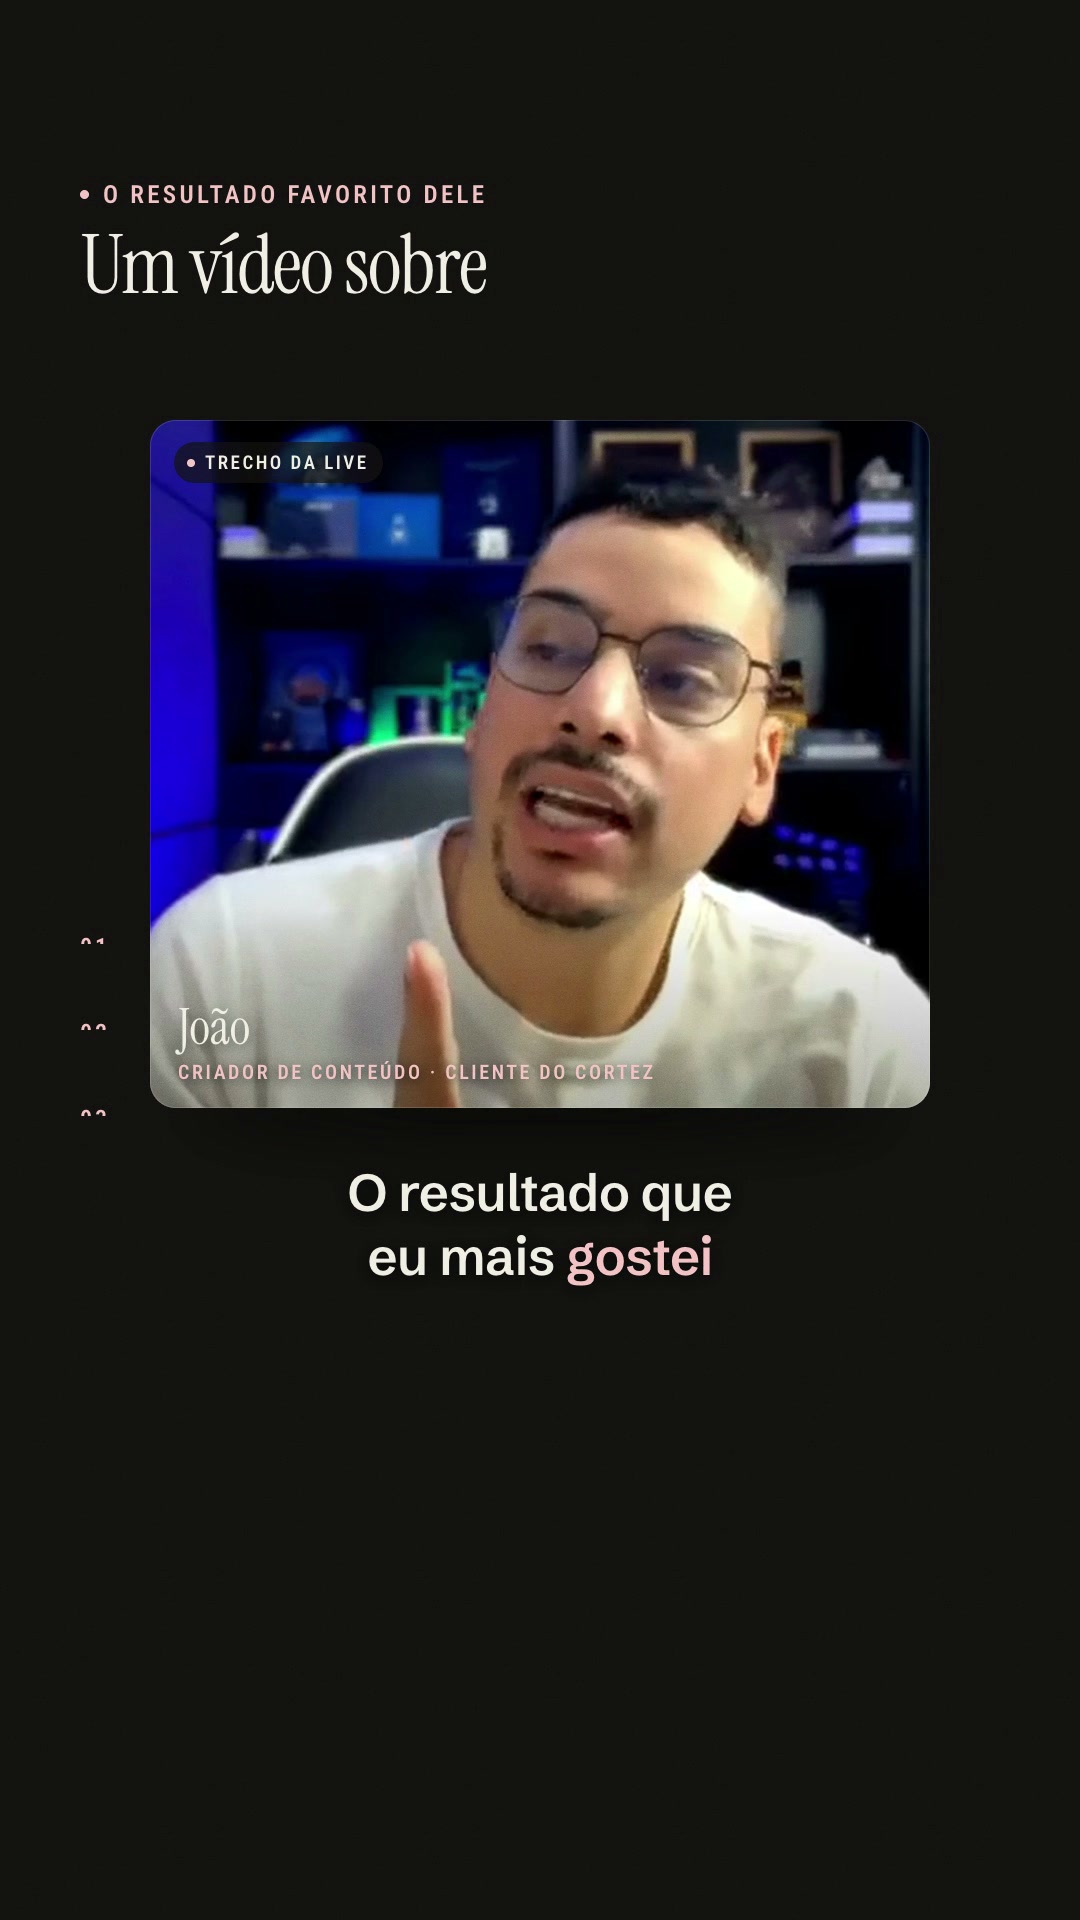 O RESULTADO FAVORITO DELE
Um vídeo sobre
TRECHO DA LIVE
João
CRIADOR DE CONTEÚDO · CLIENTE DO CORTEZ
O resultado que
eu mais gostei